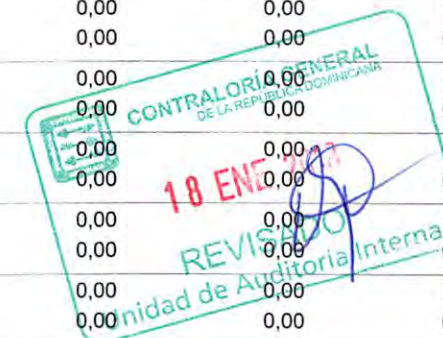 0,00 0,00
0,00 0,00
0,00 0,00
0,00 0,00
0,00 0,00
0,00 0,00
0,00 0,00
0,00 0,00
0,00 0,00
0,00 0,00
CONTRALORÍA GENERAL
DE LA REPÚBLICA DOMINICANA
18 ENE
REVISADO
Unidad de Auditoría Interna